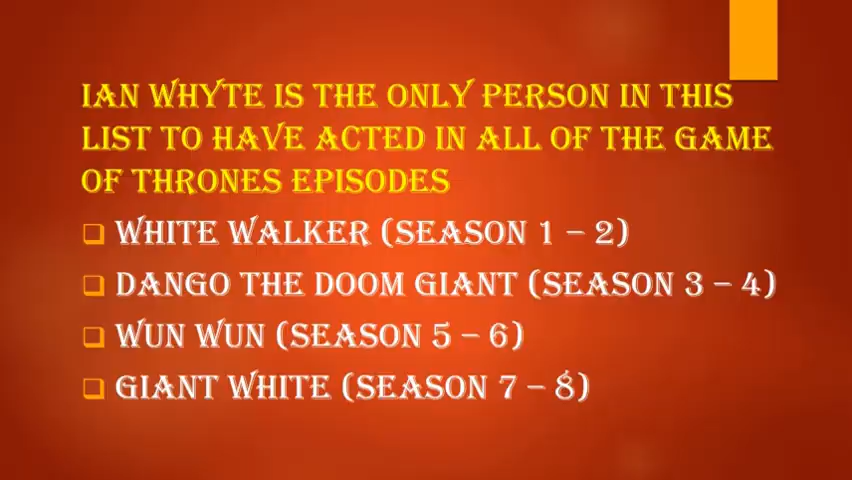 IAN WHYTE IS THE ONLY PERSON IN THIS
LIST TO HAVE ACTED IN ALL OF THE GAME
OF THRONES EPISODES
WHITE WALKER (SEASON 1 – 2)
DANGO THE DOOM GIANT (SEASON 3 – 4)
WUN WUN (SEASON 5 – 6)
GIANT WHITE (SEASON 7 – 8)